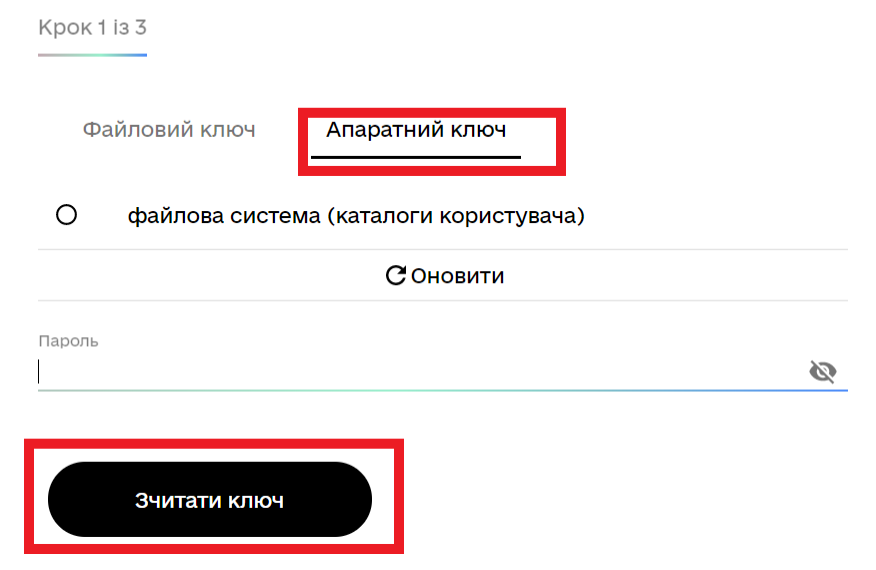 Крок 1 із 3
Файловий ключ Апаратний ключ
файлова система (каталоги користувача)
Оновити
Пароль
Зчитати ключ